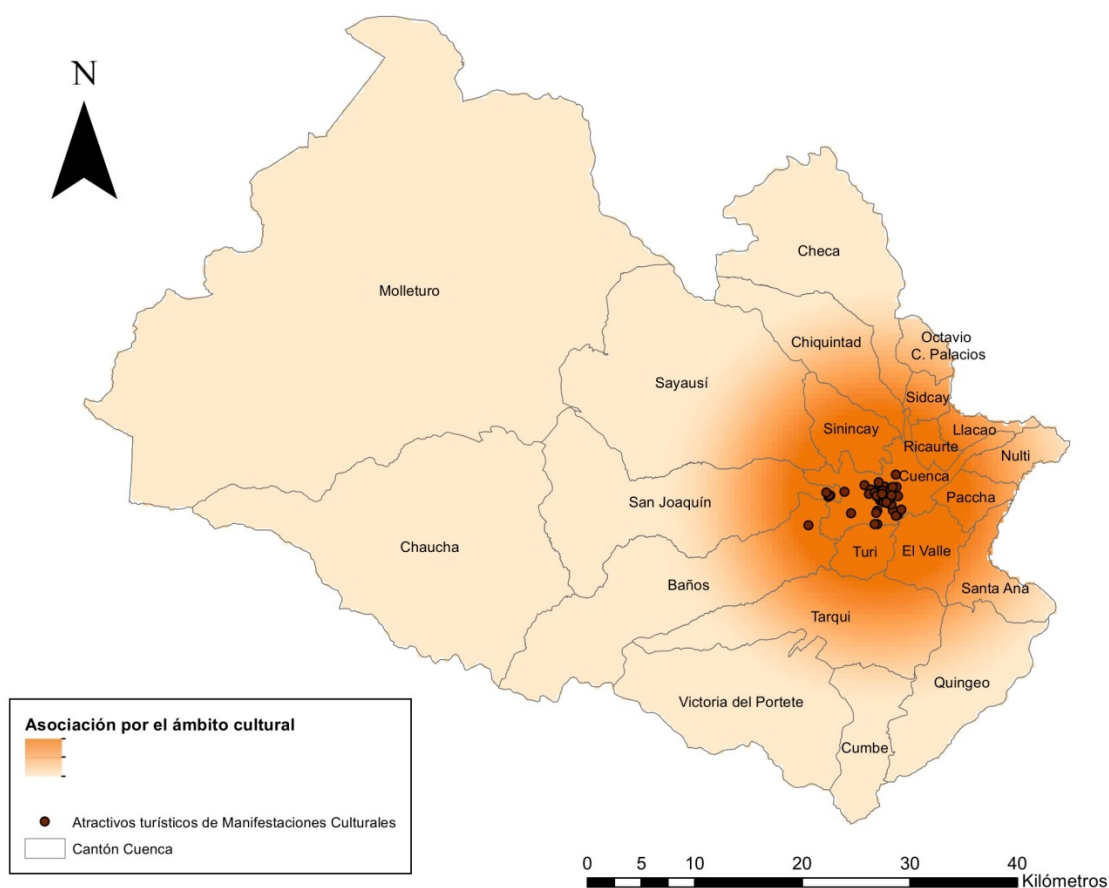 N
Checa
Molleturo
Octavio
C. Palacios
Chiquintad
Sayausí
Sidcay
Sinincay
Llacao
Ricaurte
Nulti
Cuenca
Paccha
San Joaquín
Chaucha
Turi
El Valle
Baños
Santa Ana
Tarqui
Quingeo
Victoria del Portete
Cumbe
Asociación por el ámbito cultural
Atractivos turísticos de Manifestaciones Culturales
Cantón Cuenca
0 10 20 30 40
Kilómetros